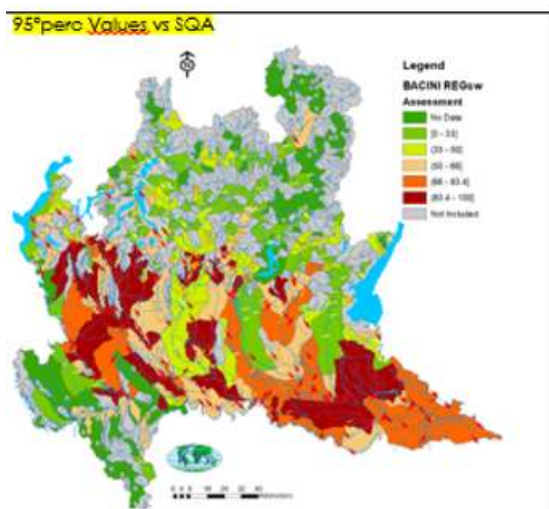 95°perc Values vs SQA
Legend
BACINI REGsw
Assessment
No Data
[0 - 33]
(33 - 50]
(50 - 66]
(66 - 83.4]
(83.4 - 100]
Not Included